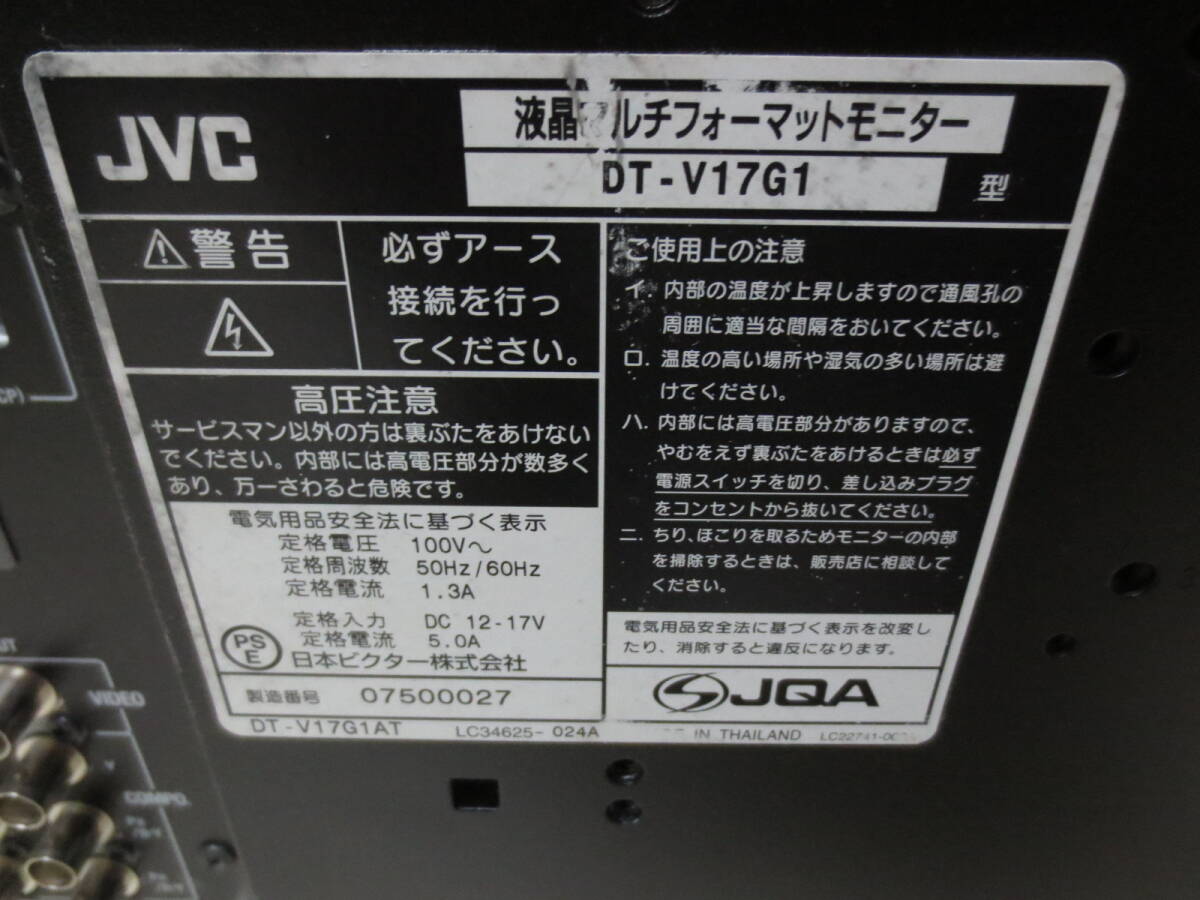 JVC
液晶マルチフォーマットモニター
DT-V17G1
型
警告
必ずアース
接続を行っ
てください。
高圧注意
サービスマン以外の方は裏ぶたをあけない
でください。内部には高電圧部分が数多く
あり、万一さわると危険です。
電気用品安全法に基づく表示
定格電圧 100V～
定格周波数 50Hz/60Hz
定格電流 1.3A
定格入力 DC 12-17V
定格電流 5.0A
PS
E
日本ビクター株式会社
製造番号 07500027
DT-V17G1AT LC34625-024A
ご使用上の注意
イ. 内部の温度が上昇しますので通風孔の
周囲に適当な間隔をおいてください。
ロ. 温度の高い場所や湿気の多い場所は避
けてください。
ハ. 内部には高電圧部分がありますので、
やむをえず裏ぶたをあけるときは必ず
電源スイッチを切り、差し込みプラグ
をコンセントから抜いてください。
ニ. ちり、ほこりを取るためモニターの内部
を掃除するときは、販売店に相談して
ください。
電気用品安全法に基づく表示を改変し
たり、消除すると違反になります。
JQA
IN THAILAND
CP)
VIDEO
Y
COMPO.